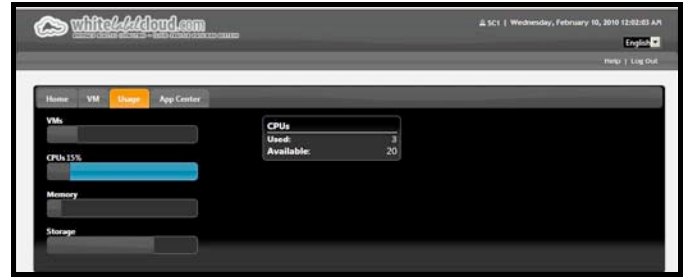 whitelabelcloud.com
SC1 | Wednesday, February 10, 2010 12:02:03 AM
English
Help | Log Out
Home VM Usage App Center
VMs
CPUs 15%
Memory
Storage
CPUs
Used: 3
Available: 20